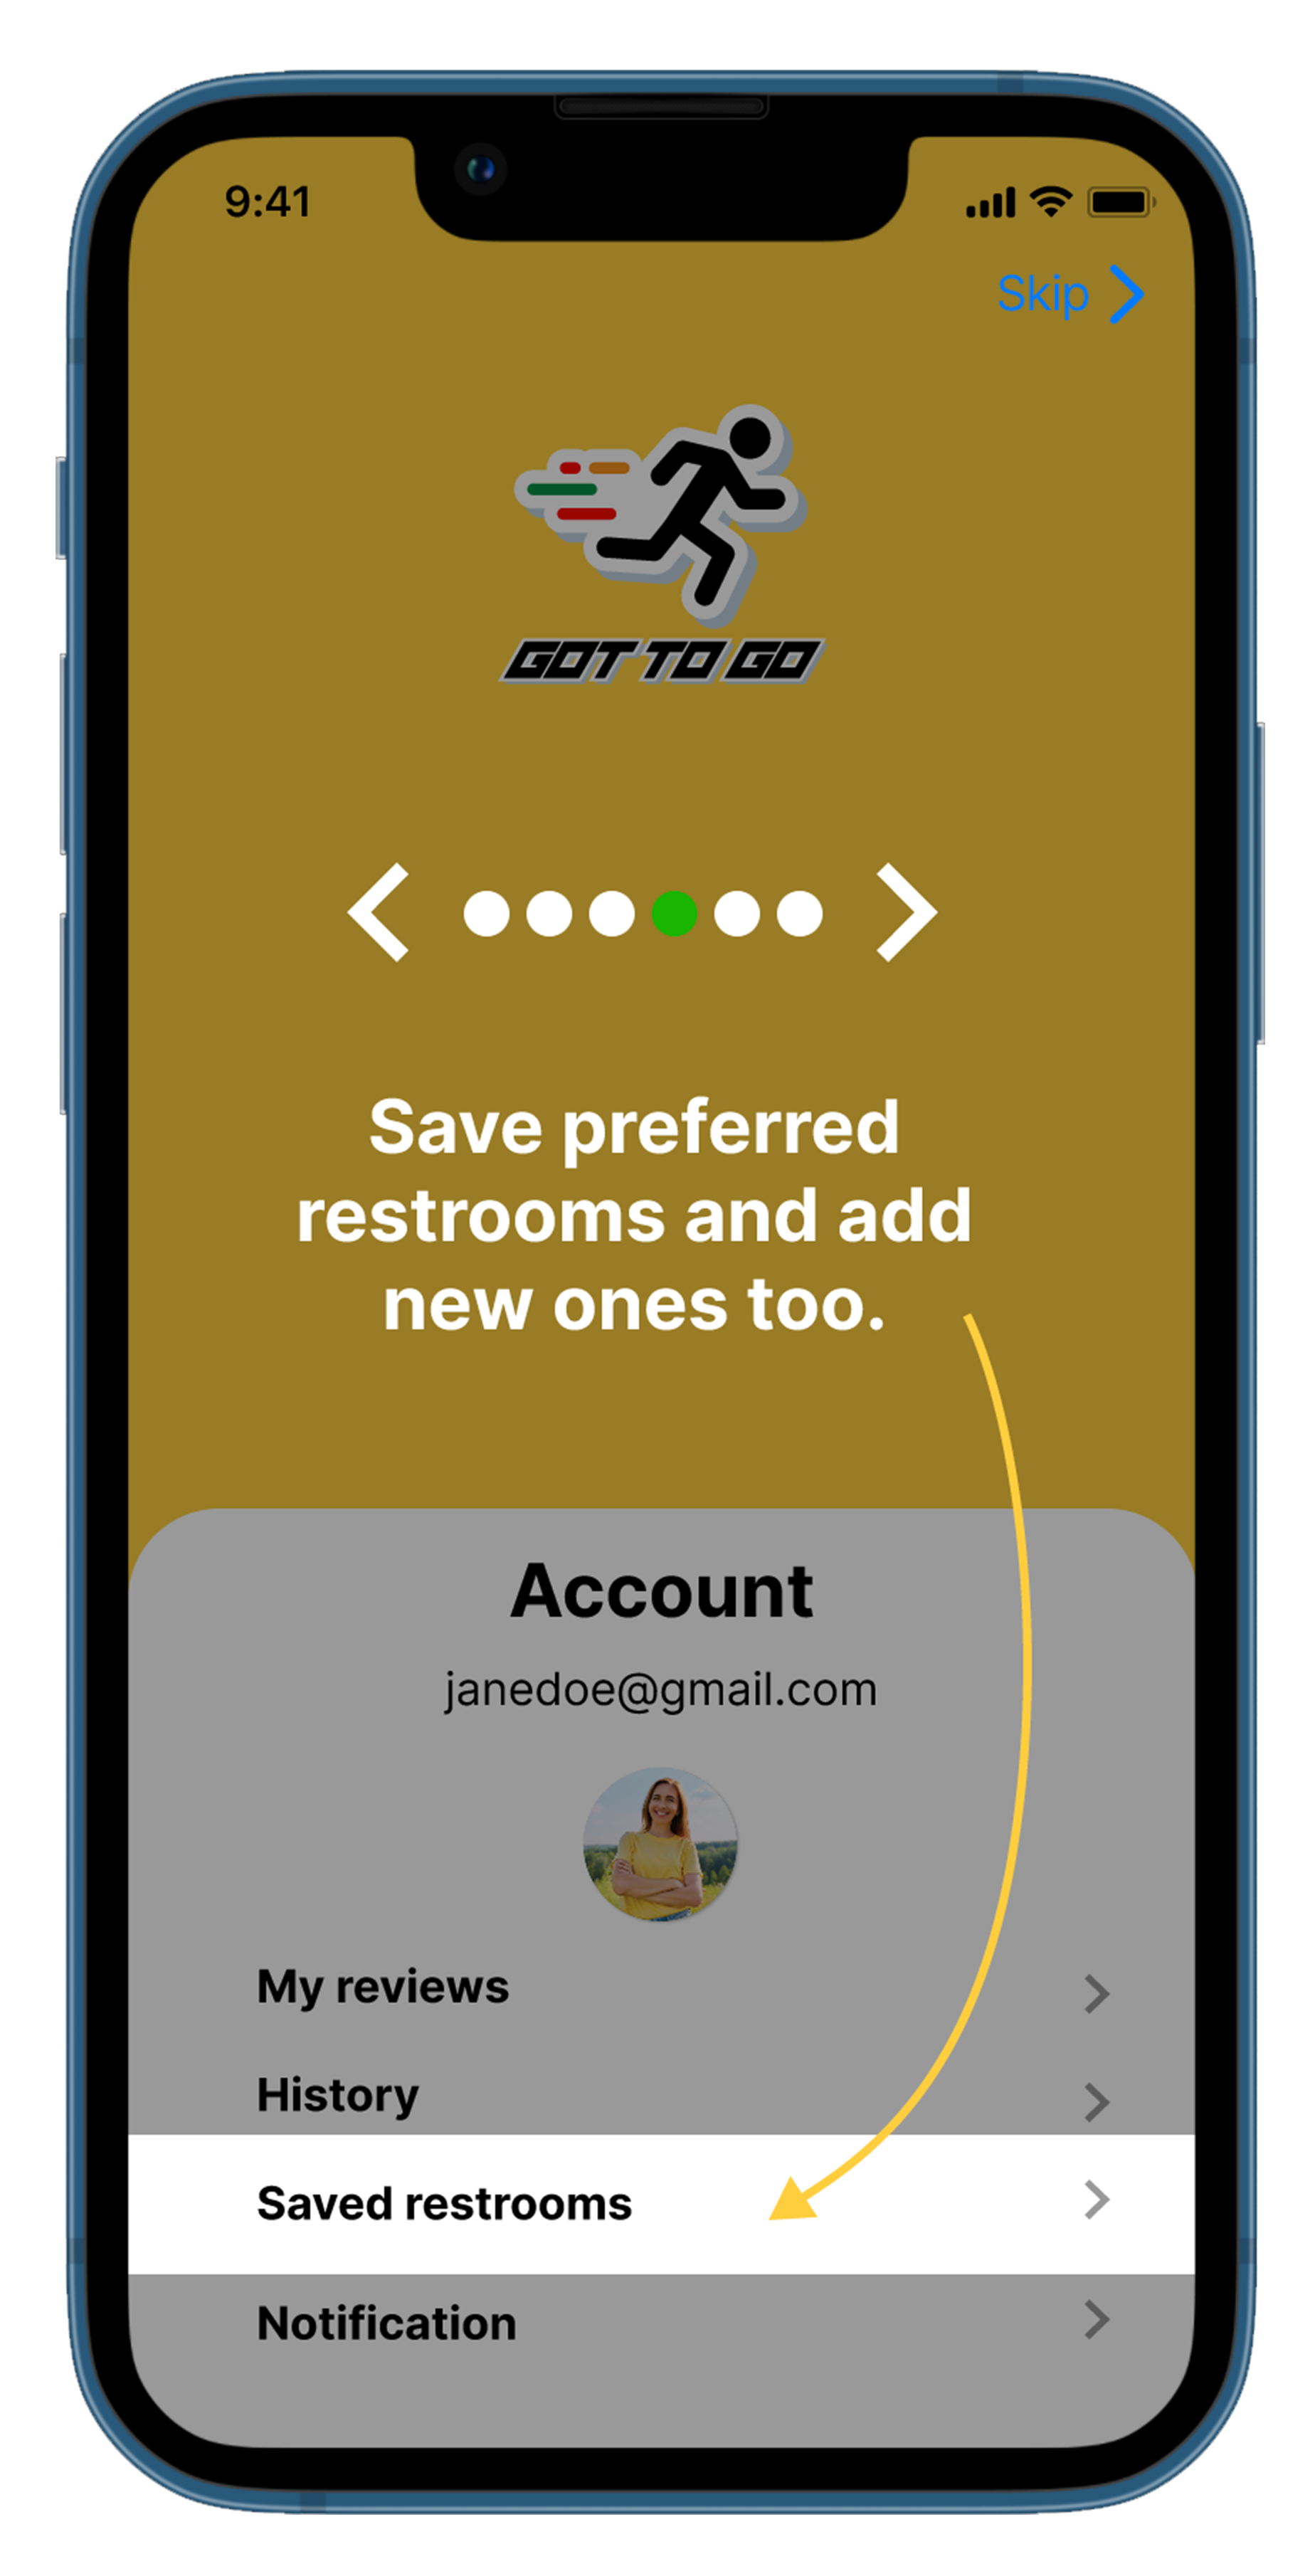 9:41
Skip
GOT TO GO
Save preferred
restrooms and add
new ones too.
Account
janedoe@gmail.com
My reviews
History
Saved restrooms
Notification